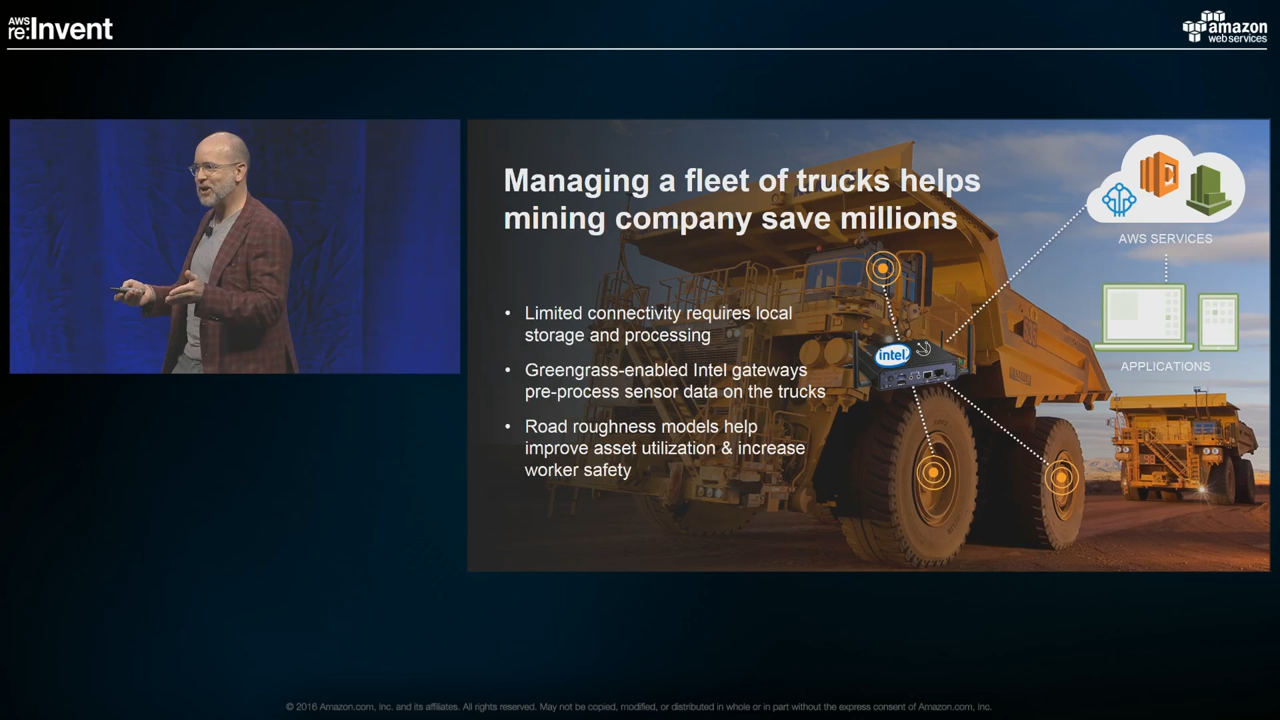 AWS
re:Invent
amazon
web services
Managing a fleet of trucks helps
mining company save millions
• Limited connectivity requires local
storage and processing
• Greengrass-enabled Intel gateways
pre-process sensor data on the trucks
• Road roughness models help
improve asset utilization & increase
worker safety
intel
AWS SERVICES
APPLICATIONS
© 2016 Amazon.com, Inc. and its affiliates. All rights reserved. May not be copied, modified, or distributed in whole or in part without the express consent of Amazon.com, Inc.